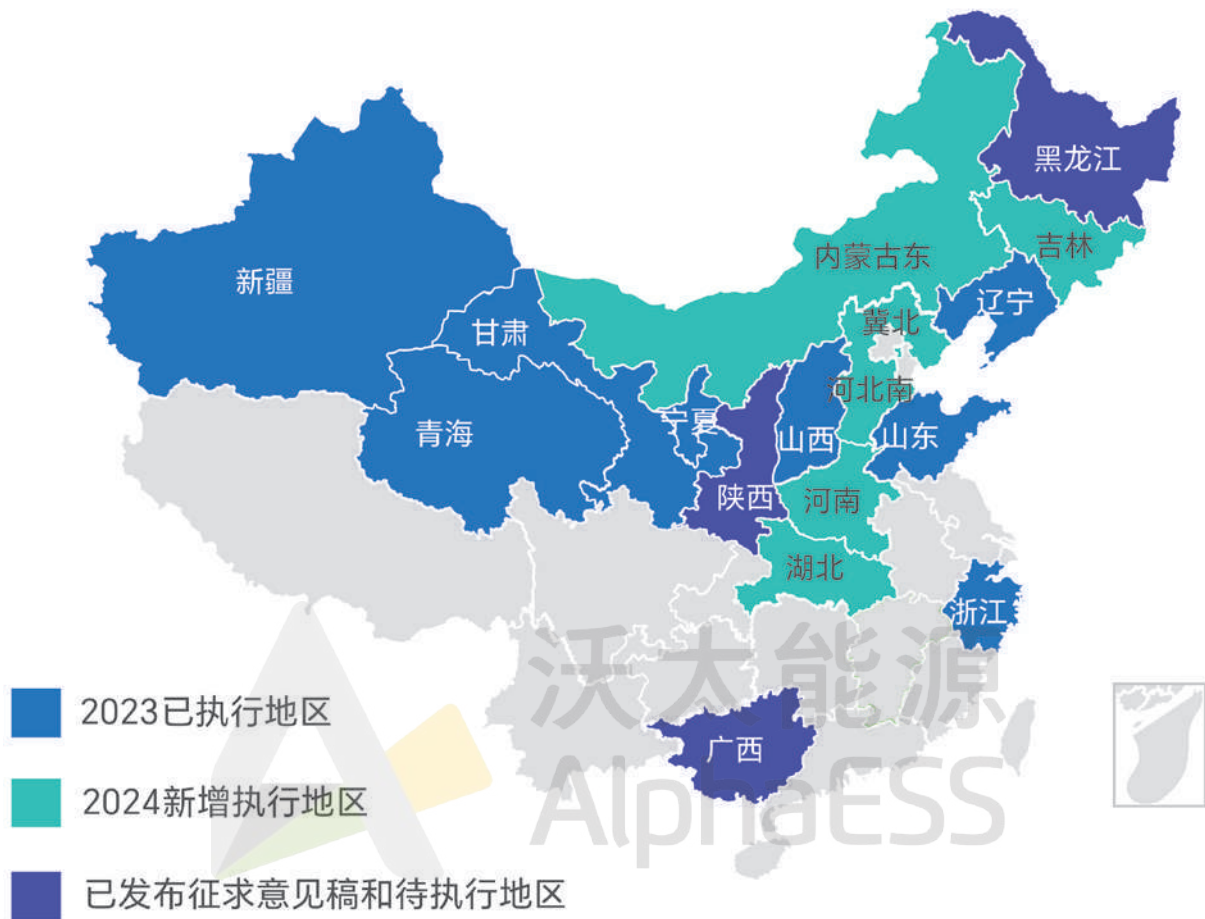 黑龙江
内蒙古东
吉林
新疆
辽宁
冀北
甘肃
河北南
青海
宁夏
山西
山东
陕西
河南
湖北
浙江
沃太能源
AlphaESS
广西
2023已执行地区
2024新增执行地区
已发布征求意见稿和待执行地区